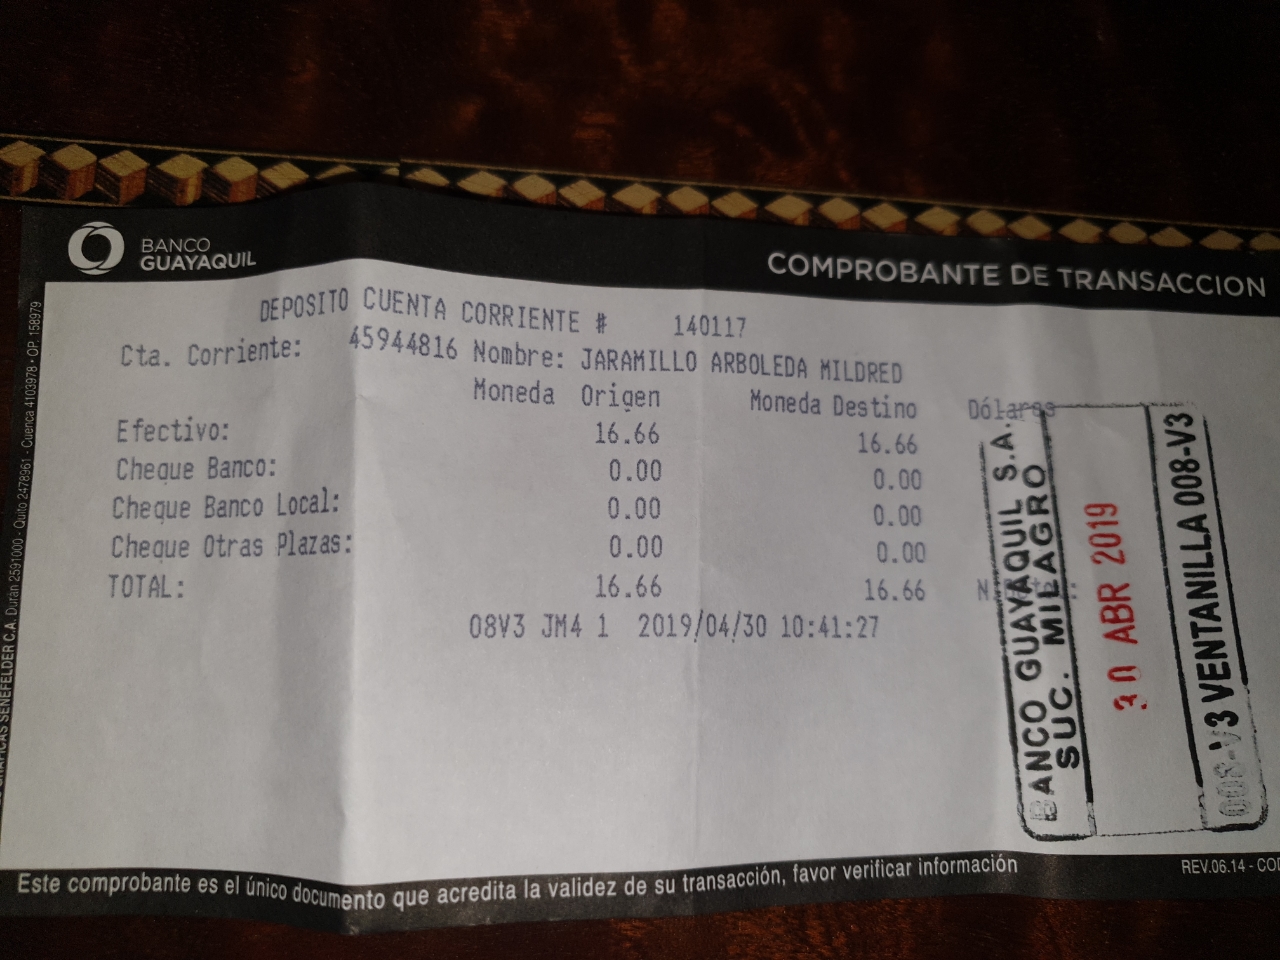 BANCO
GUAYAQUIL
COMPROBANTE DE TRANSACCION
DEPOSITO CUENTA CORRIENTE # 140117
Cta. Corriente: 45944816 Nombre: JARAMILLO ARBOLEDA MILDRED
Moneda Origen Moneda Destino Dólares
Efectivo: 16.66 16.66
Cheque Banco: 0.00 0.00
Cheque Banco Local: 0.00 0.00
Cheque Otras Plazas: 0.00 0.00
TOTAL: 16.66 16.66
08V3 JM4 1 2019/04/30 10:41:27
BANCO GUAYAQUIL S.A.
SUC. MILAGRO
30 ABR 2019
008-V3 VENTANILLA 008-V3
Este comprobante es el único documento que acredita la validez de su transacción, favor verificar información
REV.06.14 -
GRAFICAS SENEFELDER C.A. Durán 2591000 - Quito 2478961 - Cuenca 4103978 - OP. 158979